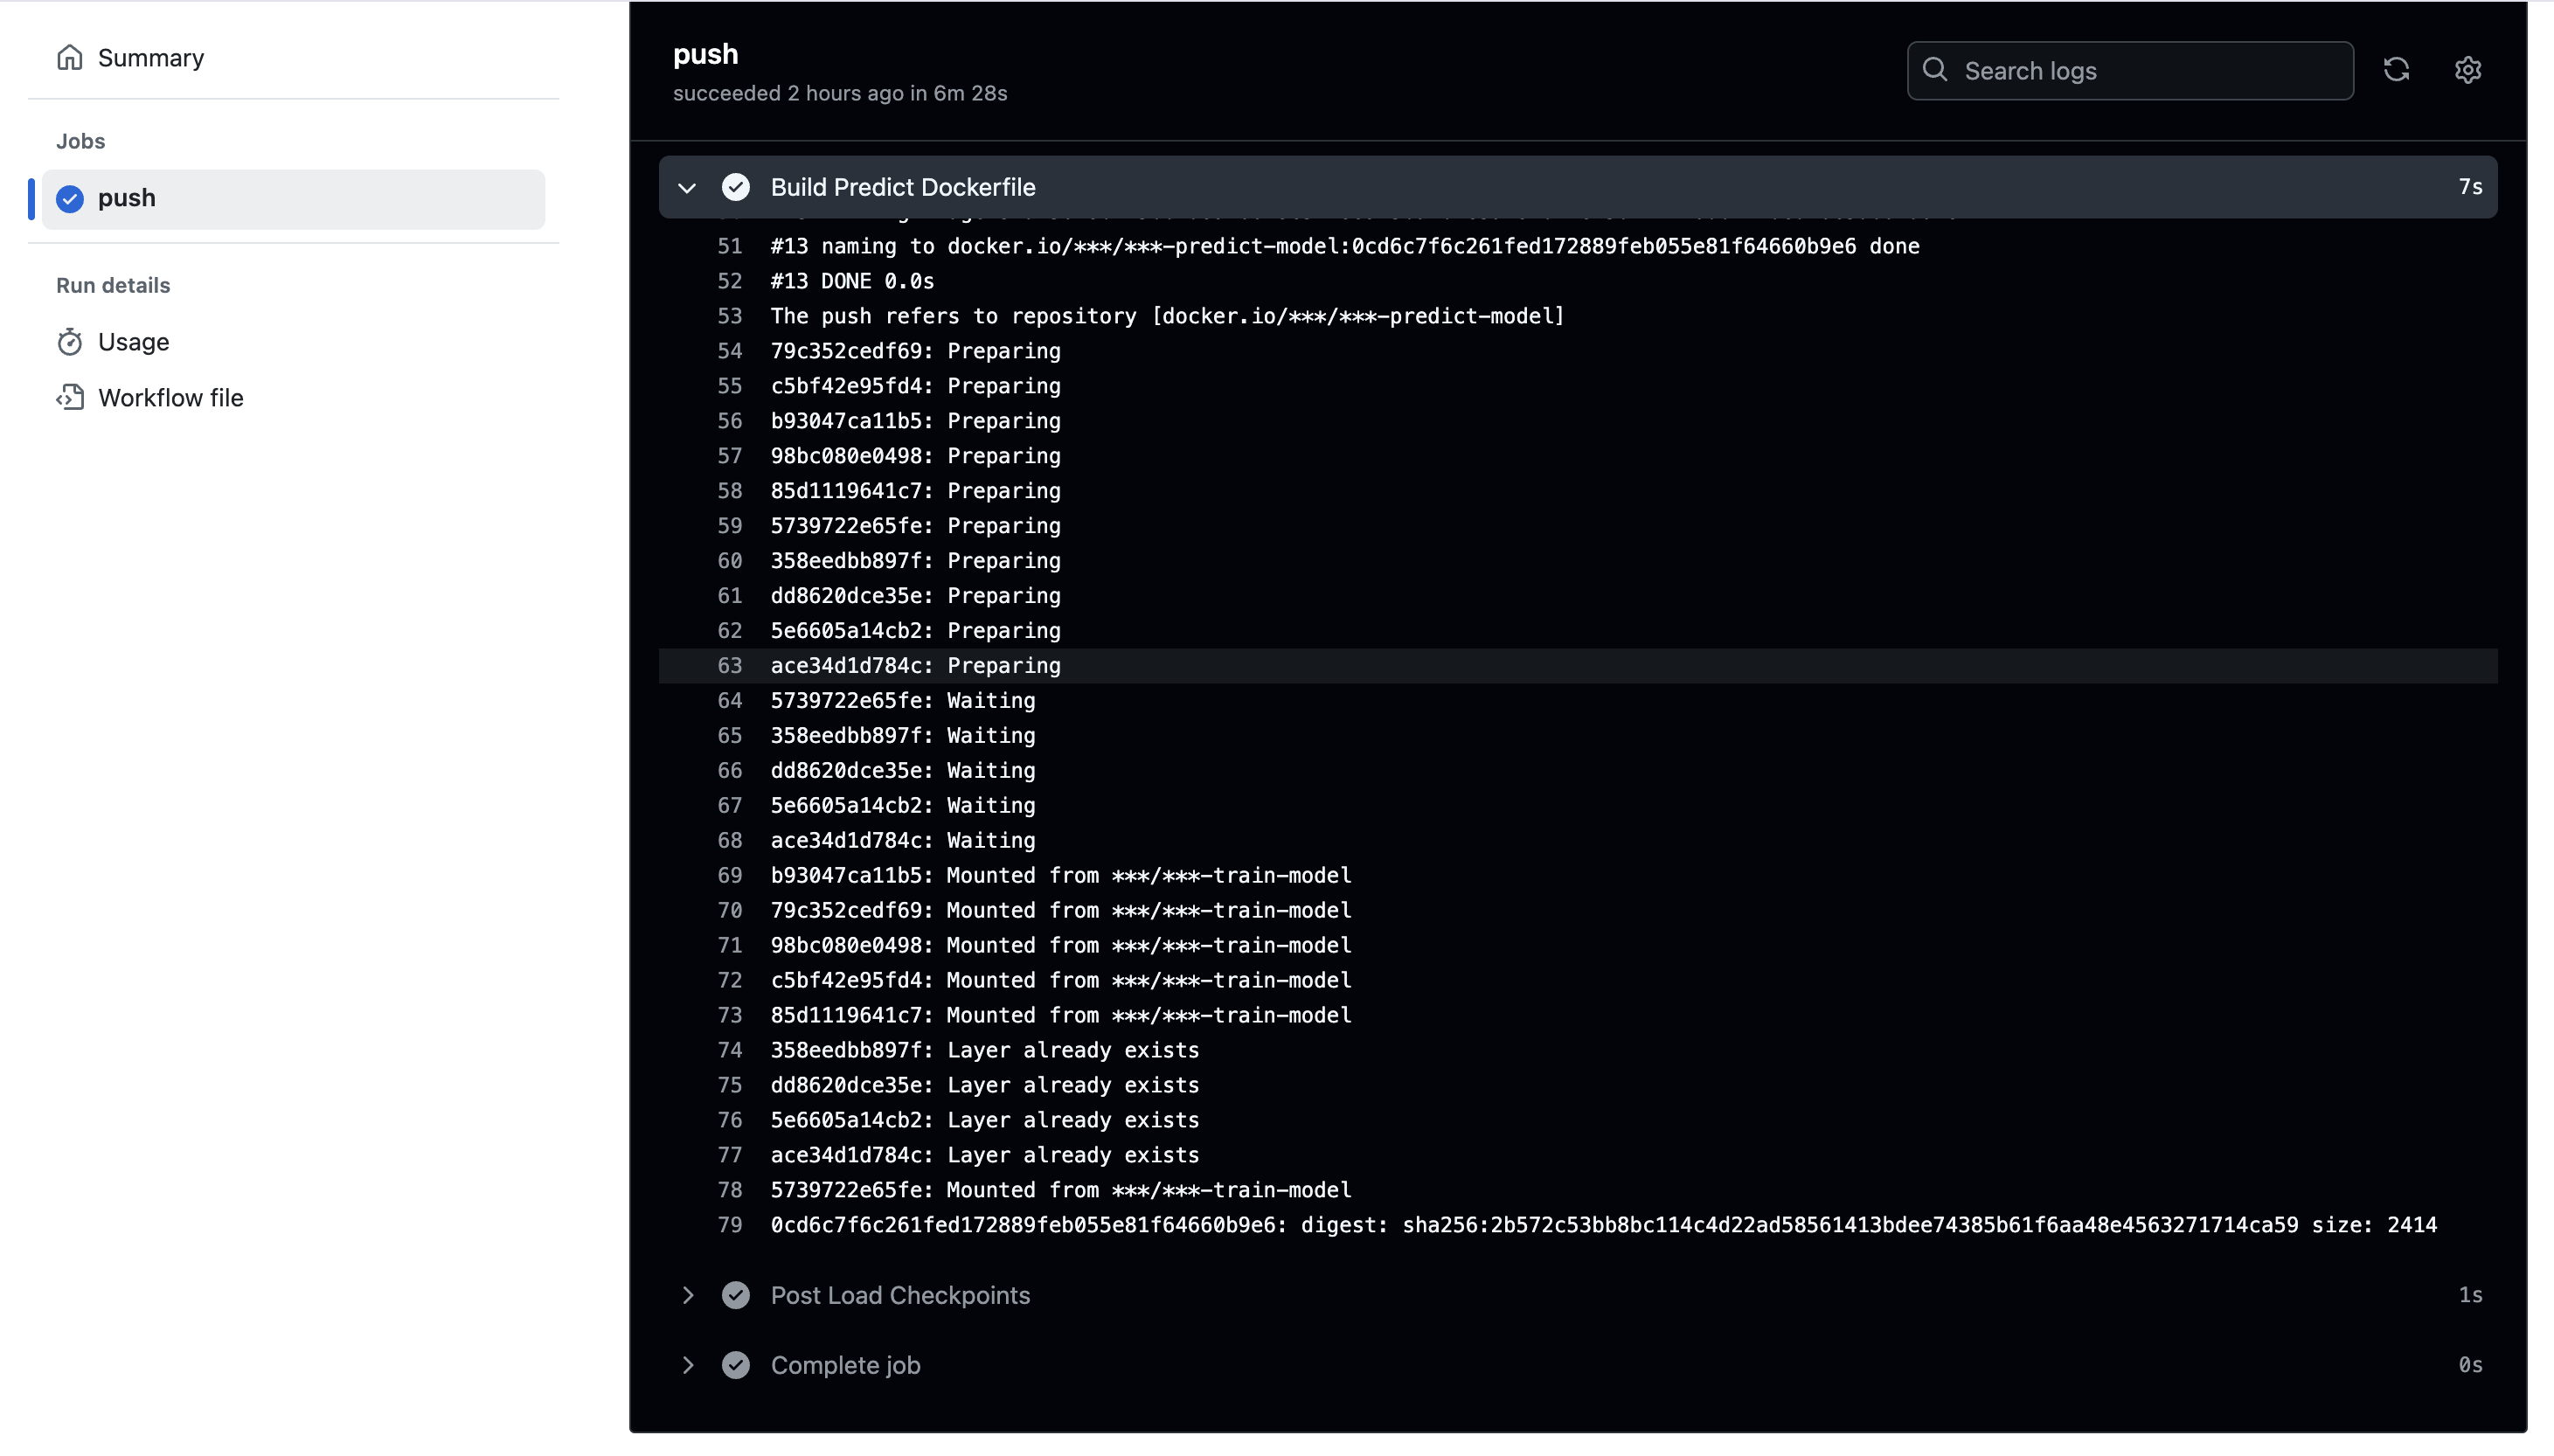 Summary
Jobs
push
Run details
Usage
Workflow file
push
succeeded 2 hours ago in 6m 28s
Search logs
Build Predict Dockerfile 7s
51 #13 naming to docker.io/***/***-predict-model:0cd6c7f6c261fed172889feb055e81f64660b9e6 done
52 #13 DONE 0.0s
53 The push refers to repository [docker.io/***/***-predict-model]
54 79c352cedf69: Preparing
55 c5bf42e95fd4: Preparing
56 b93047ca11b5: Preparing
57 98bc080e0498: Preparing
58 85d1119641c7: Preparing
59 5739722e65fe: Preparing
60 358eedbb897f: Preparing
61 dd8620dce35e: Preparing
62 5e6605a14cb2: Preparing
63 ace34d1d784c: Preparing
64 5739722e65fe: Waiting
65 358eedbb897f: Waiting
66 dd8620dce35e: Waiting
67 5e6605a14cb2: Waiting
68 ace34d1d784c: Waiting
69 b93047ca11b5: Mounted from ***/***-train-model
70 79c352cedf69: Mounted from ***/***-train-model
71 98bc080e0498: Mounted from ***/***-train-model
72 c5bf42e95fd4: Mounted from ***/***-train-model
73 85d1119641c7: Mounted from ***/***-train-model
74 358eedbb897f: Layer already exists
75 dd8620dce35e: Layer already exists
76 5e6605a14cb2: Layer already exists
77 ace34d1d784c: Layer already exists
78 5739722e65fe: Mounted from ***/***-train-model
79 0cd6c7f6c261fed172889feb055e81f64660b9e6: digest: sha256:2b572c53bb8bc114c4d22ad58561413bdee74385b61f6aa48e4563271714ca59 size: 2414
Post Load Checkpoints 1s
Complete job 0s